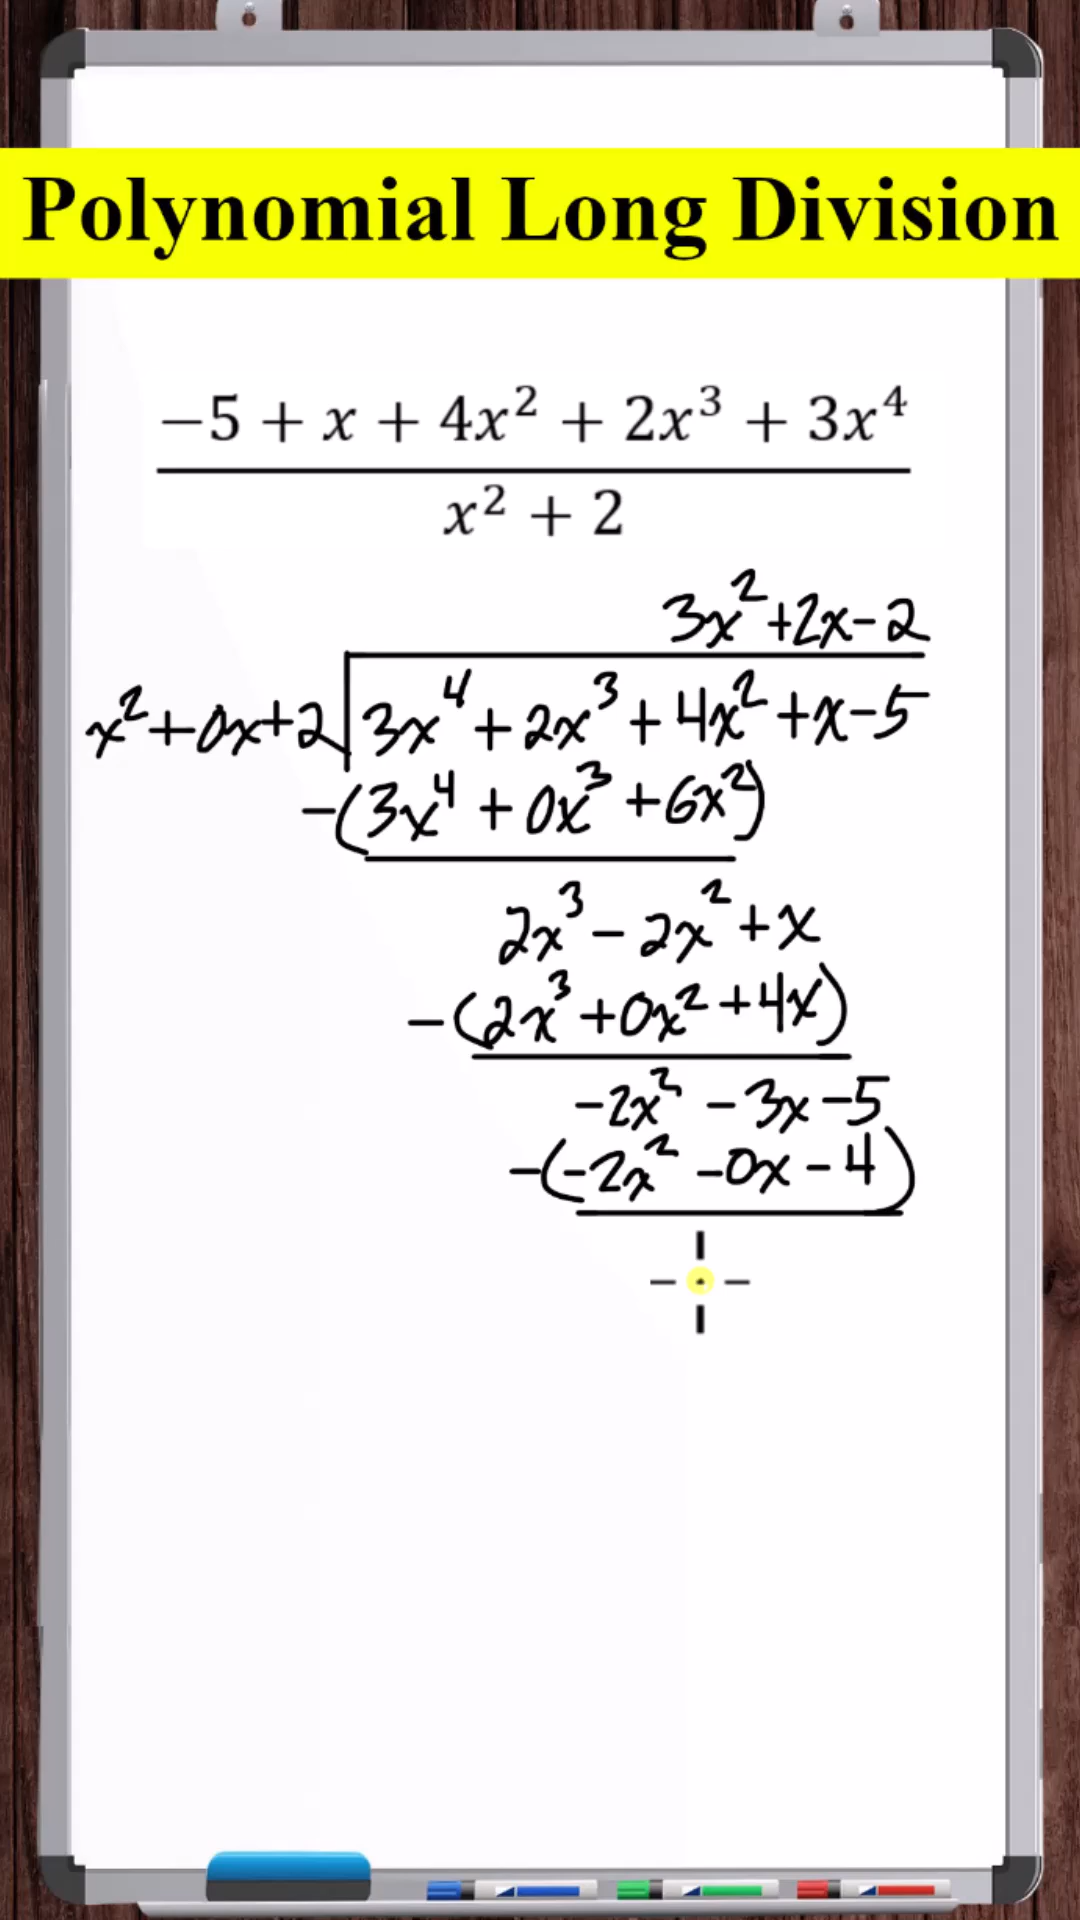 Polynomial Long Division
−5 + x + 4x² + 2x³ + 3x⁴
x² + 2
3x²+2x−2
x²+0x+2 3x⁴+2x³+4x²+x−5
−(3x⁴+0x³+6x²)
2x³−2x²+x
−(2x³+0x²+4x)
−2x²−3x−5
−(−2x²−0x−4)